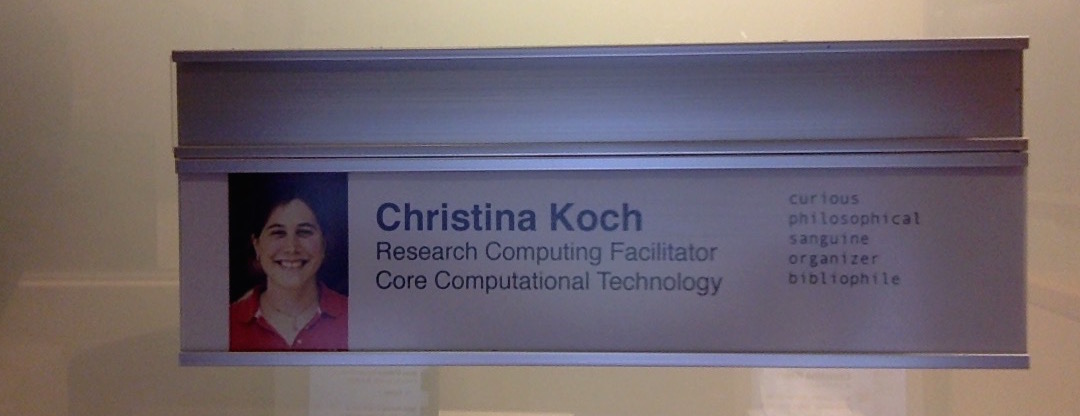 Christina Koch
Research Computing Facilitator
Core Computational Technology
curious
philosophical
sanguine
organizer
bibliophile